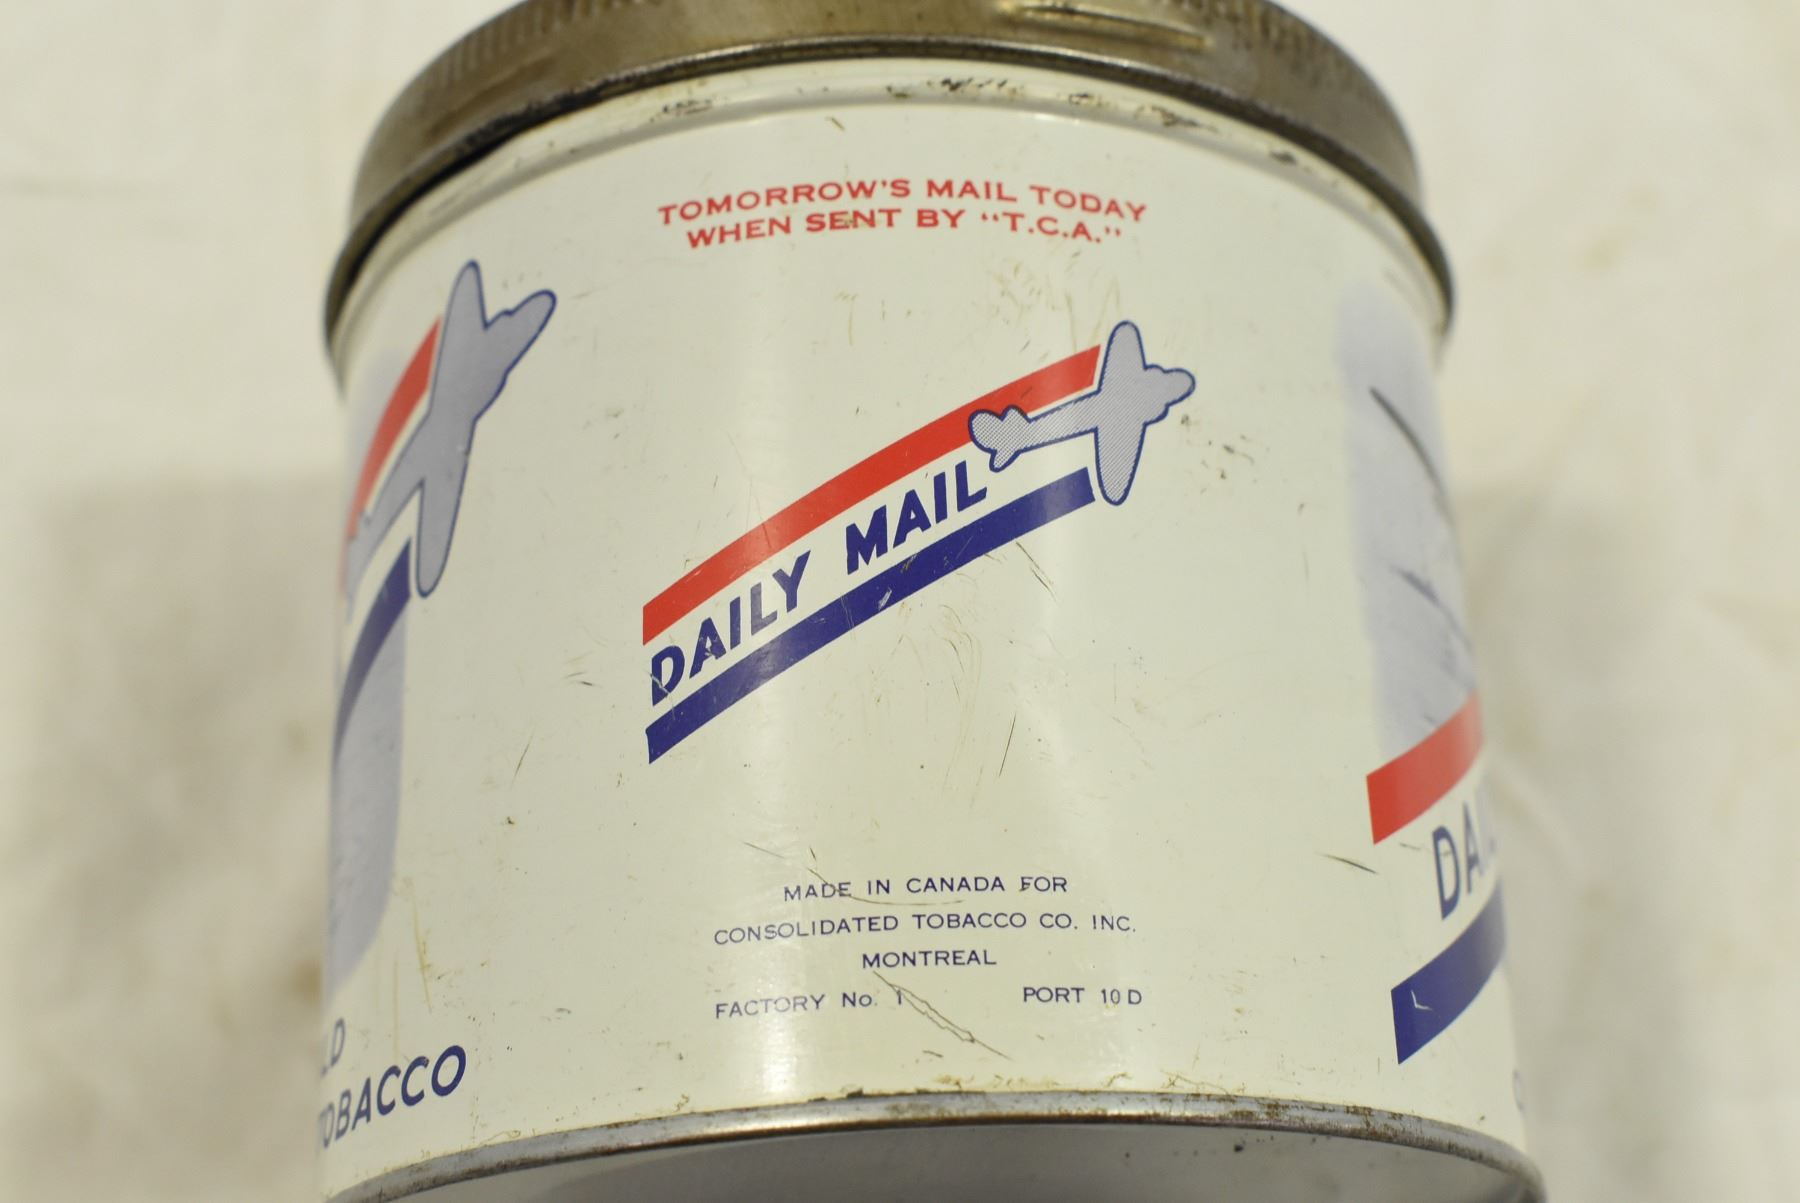 TOMORROW'S MAIL TODAY
WHEN SENT BY "T.C.A."
DAILY MAIL
MADE IN CANADA FOR
CONSOLIDATED TOBACCO CO. INC.
MONTREAL
FACTORY No. 1 PORT 10 D
TOBACCO